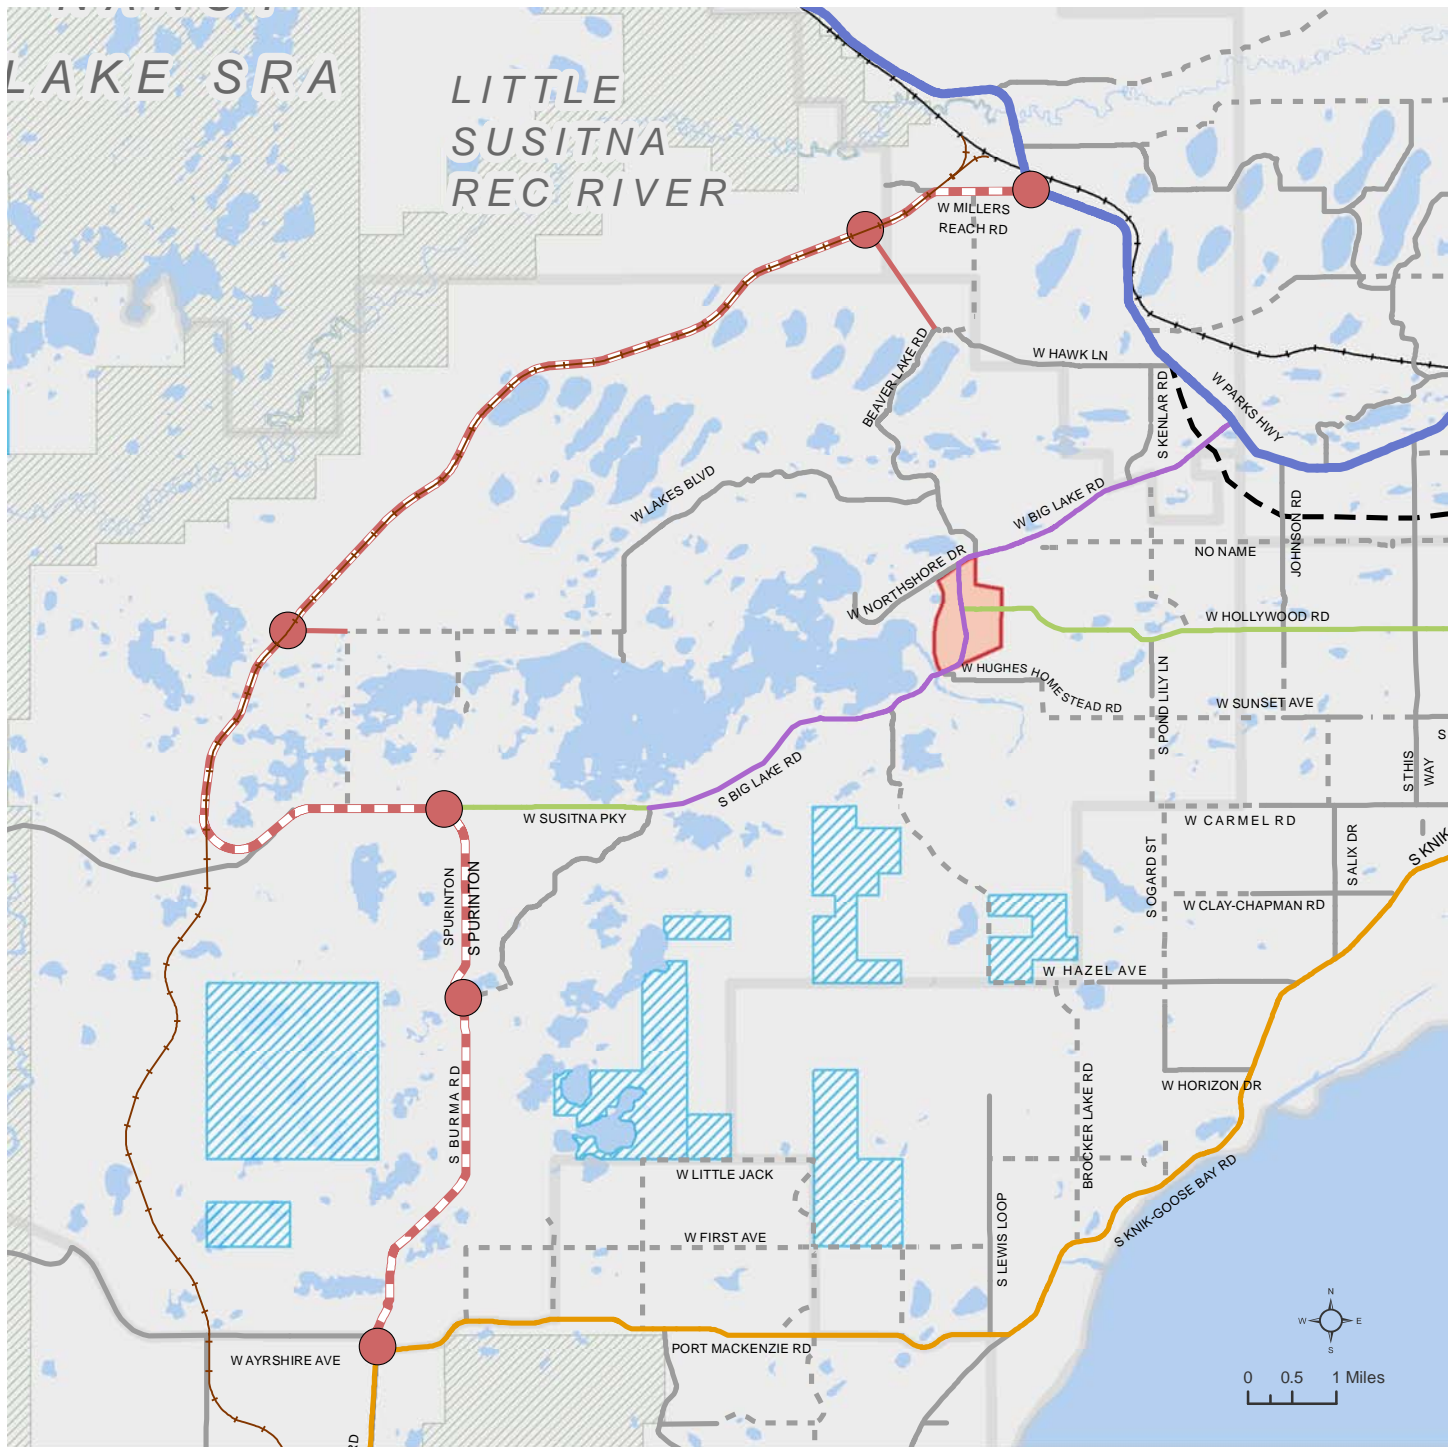 LAKE SRA
LITTLE
SUSITNA
REC RIVER
W MILLERS
REACH RD
W HAWK LN
BEAVER LAKE RD
S KENLAR RD
W PARKS HWY
W LAKES BLVD
W BIG LAKE RD
JOHNSON RD
NO NAME
W NORTHSHORE DR
W HOLLYWOOD RD
W HUGHES HOMESTEAD RD
S POND LILY LN
W SUNSET AVE
S
S THIS
WAY
S BIG LAKE RD
W SUSITNA PKY
W CARMEL RD
S ALIX DR
S KNIK
S OGARD ST
SPURINTON
S PURINTON
W CLAY-CHAPMAN RD
W HAZEL AVE
S BURMA RD
BROCKER LAKE RD
W HORIZON DR
W LITTLE JACK
S KNIK-GOOSE BAY RD
W FIRST AVE
S LEWIS LOOP
N
W E
S
W AYRSHIRE AVE
PORT MACKENZIE RD
0 0.5 1 Miles
RD